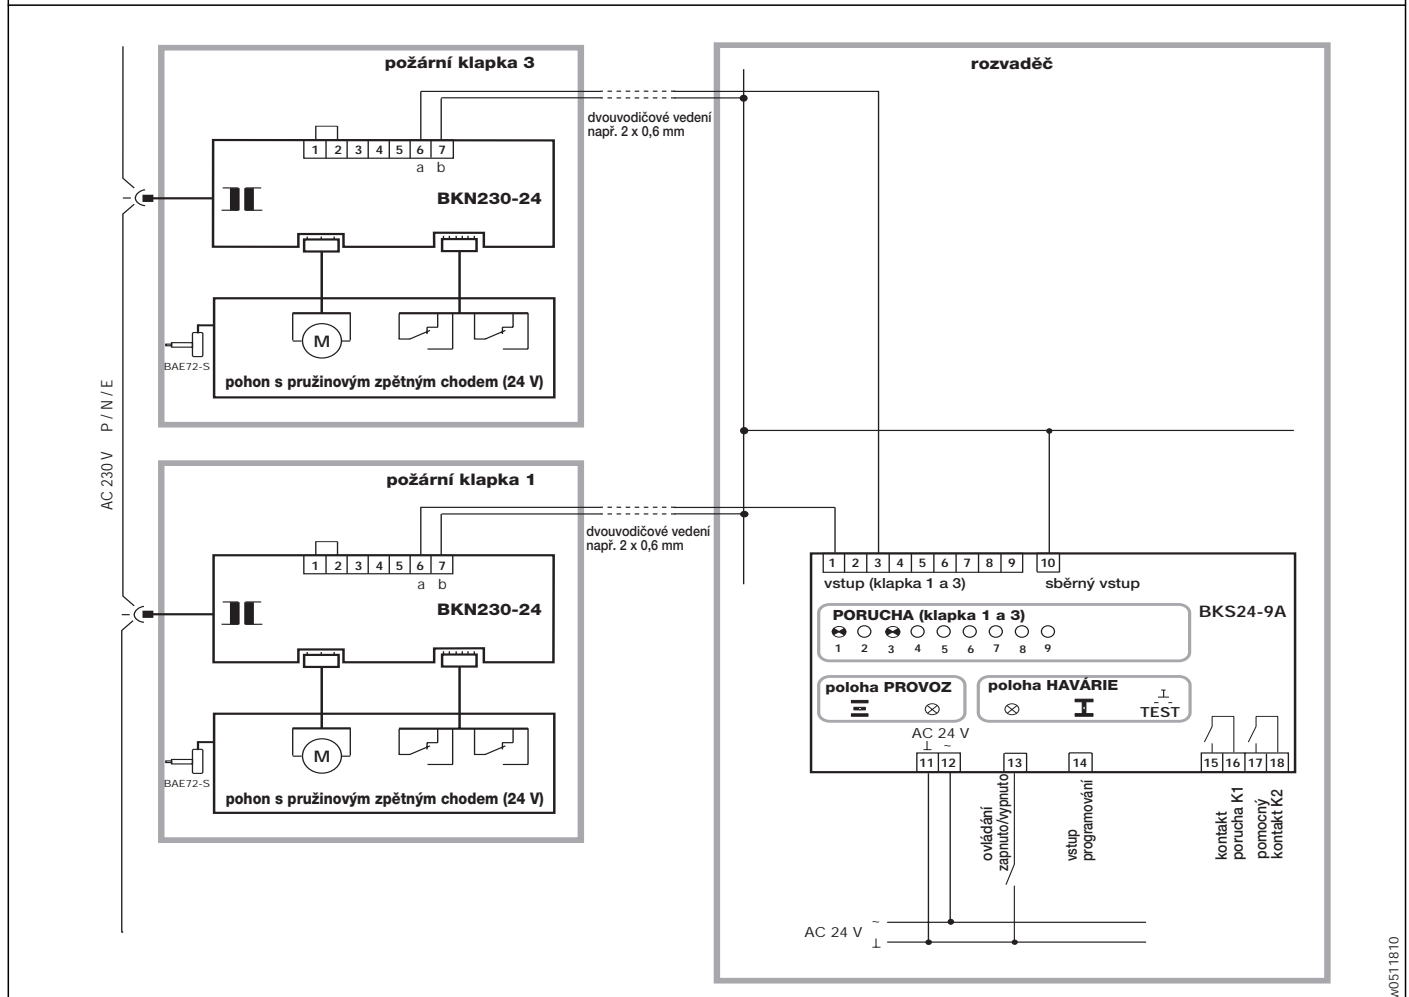 požární klapka 3
rozvaděč
dvouvodičové vedení
např. 2 x 0,6 mm
1 2 3 4 5 6 7
a b
BKN230-24
M
BAE72-S
pohon s pružinovým zpětným chodem (24 V)
AC 230 V P / N / E
požární klapka 1
dvouvodičové vedení
např. 2 x 0,6 mm
1 2 3 4 5 6 7
a b
BKN230-24
M
BAE72-S
pohon s pružinovým zpětným chodem (24 V)
1 2 3 4 5 6 7 8 9 10
vstup (klapka 1 a 3) sběrný vstup
PORUCHA (klapka 1 a 3)
BKS24-9A
1 2 3 4 5 6 7 8 9
poloha PROVOZ
poloha HAVÁRIE
TEST
AC 24 V
⊥ ~
11 12 13 14 15 16 17 18
ovládání
zapnuto/vypnuto
vstup
programování
kontakt
porucha K1
pomocný
kontakt K2
AC 24 V
~
⊥
w0511810